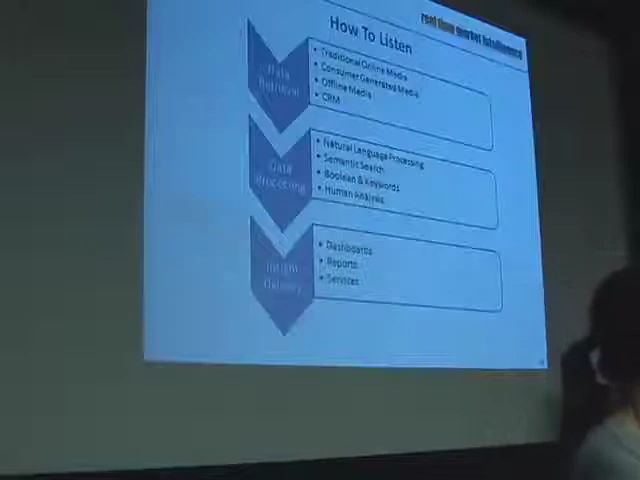 real time market intelligence
How To Listen
Data
Retrieval
• Traditional Online Media
• Consumer Generated Media
• Offline Media
• CRM
Data
Processing
• Natural Language Processing
• Semantic Search
• Boolean & Keywords
• Human Analysis
Insight
Delivery
• Dashboards
• Reports
• Services